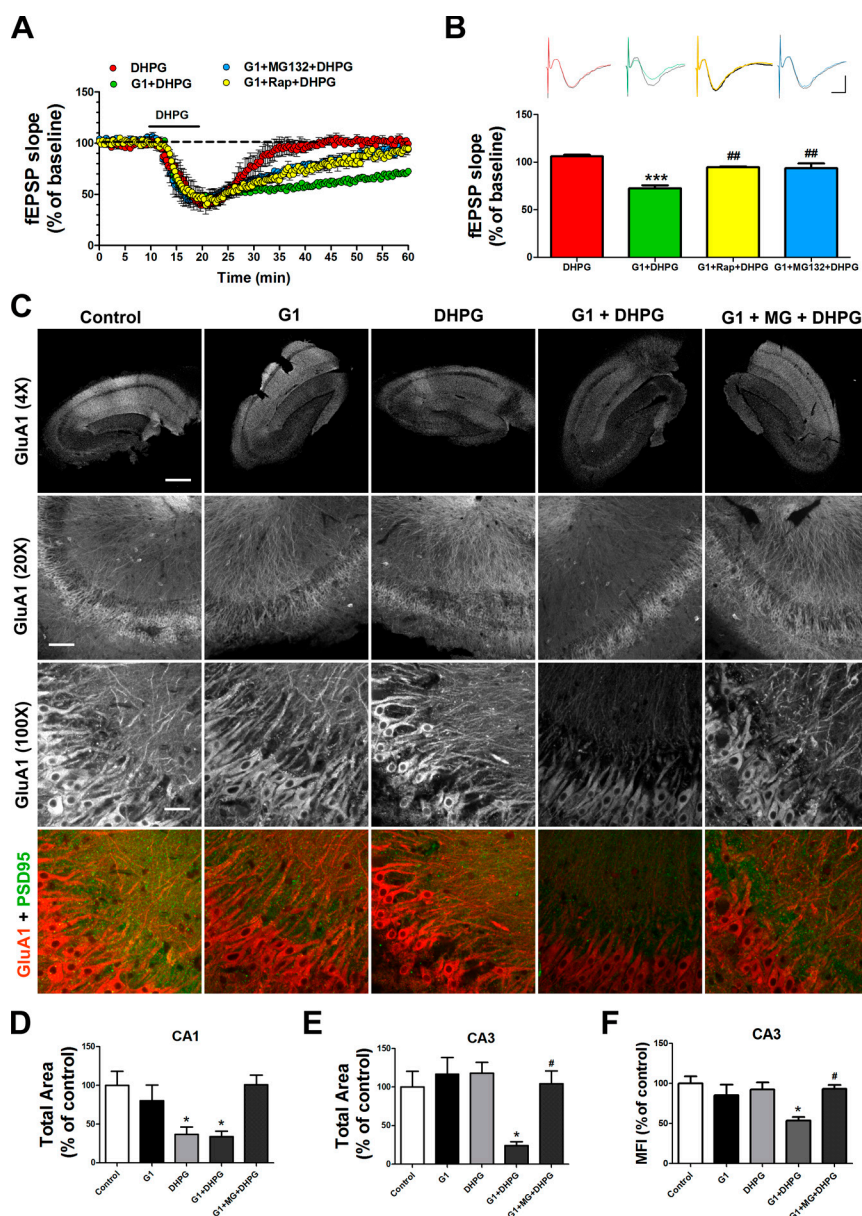 A
DHPG
G1+DHPG
G1+MG132+DHPG
G1+Rap+DHPG
DHPG
fEPSP slope
(% of baseline)
150
100
50
0
0 5 10 15 20 25 30 35 40 45 50 55 60
Time (min)
B
fEPSP slope
(% of baseline)
150
100
50
0
***
##
##
DHPG G1+DHPG G1+Rap+DHPG G1+MG132+DHPG
C
Control G1 DHPG G1 + DHPG G1 + MG + DHPG
GluA1 (4X)
GluA1 (20X)
GluA1 (100X)
GluA1 + PSD95
D
CA1
Total Area
(% of control)
150
100
50
0
*
*
Control G1 DHPG G1+DHPG G1+MG+DHPG
E
CA3
Total Area
(% of control)
150
100
50
0
*
#
Control G1 DHPG G1+DHPG G1+MG+DHPG
F
CA3
MFI (% of control)
150
100
50
0
*
#
Control G1 DHPG G1+DHPG G1+MG+DHPG